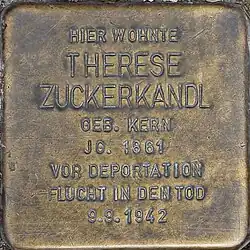 HIER WOHNTE
THERESE
ZUCKERKANDL
GEB. KERN
JG. 1861
VOR DEPORTATION
FLUCHT IN DEN TOD
9.9.1942